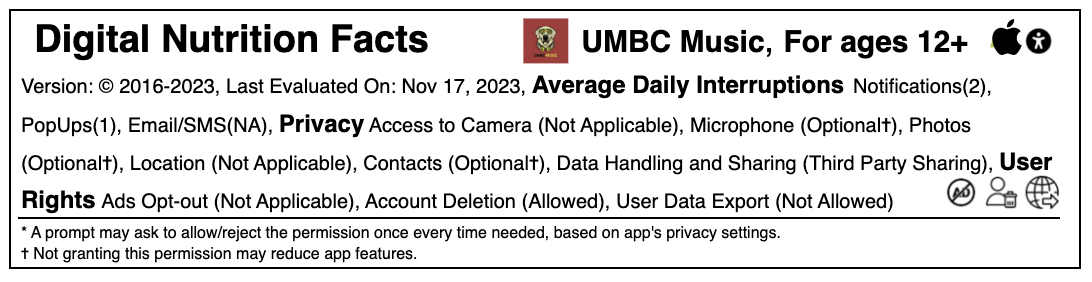 Digital Nutrition Facts
UMBC MUSIC
UMBC Music, For ages 12+
Version: © 2016-2023, Last Evaluated On: Nov 17, 2023, Average Daily Interruptions Notifications(2),
PopUps(1), Email/SMS(NA), Privacy Access to Camera (Not Applicable), Microphone (Optional†), Photos
(Optional†), Location (Not Applicable), Contacts (Optional†), Data Handling and Sharing (Third Party Sharing), User
Rights Ads Opt-out (Not Applicable), Account Deletion (Allowed), User Data Export (Not Allowed)
AD
* A prompt may ask to allow/reject the permission once every time needed, based on app's privacy settings.
† Not granting this permission may reduce app features.